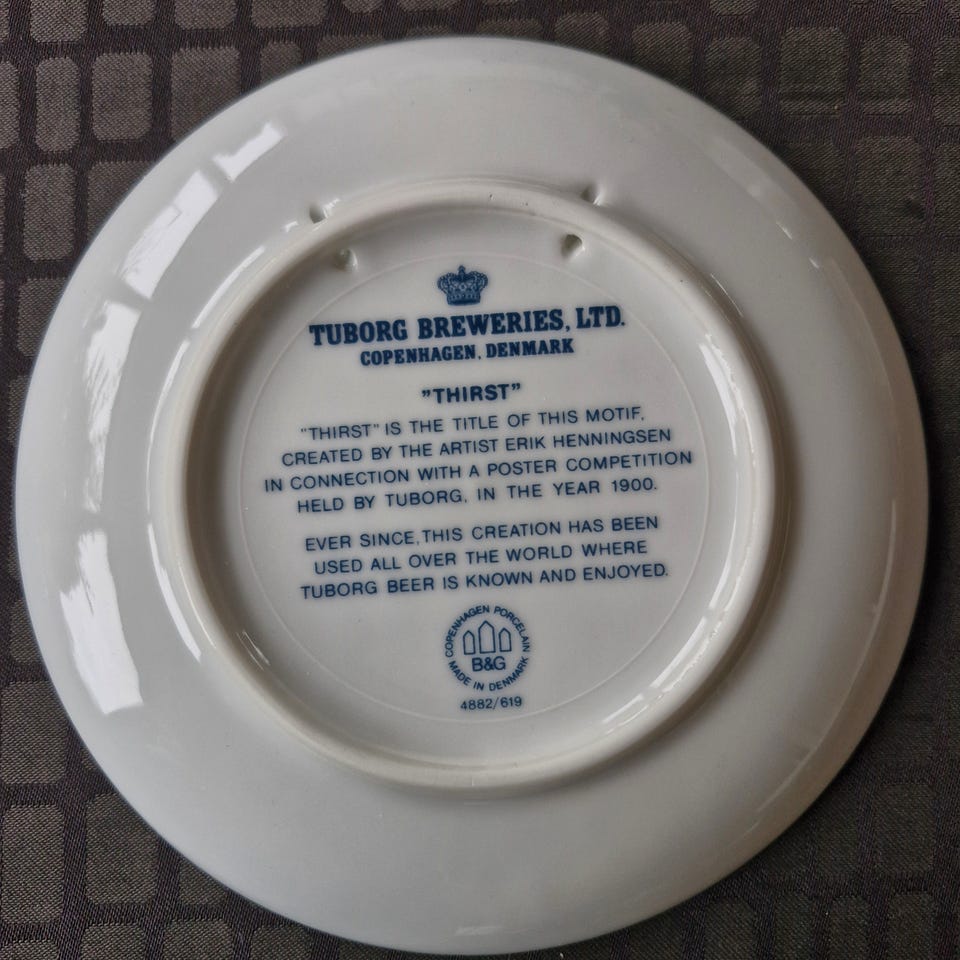 TUBORG BREWERIES, LTD.
COPENHAGEN, DENMARK
"THIRST"
"THIRST" IS THE TITLE OF THIS MOTIF,
CREATED BY THE ARTIST ERIK HENNINGSEN
IN CONNECTION WITH A POSTER COMPETITION
HELD BY TUBORG, IN THE YEAR 1900.
EVER SINCE, THIS CREATION HAS BEEN
USED ALL OVER THE WORLD WHERE
TUBORG BEER IS KNOWN AND ENJOYED.
COPENHAGEN PORCELAIN
B&G
MADE IN DENMARK
4882/619